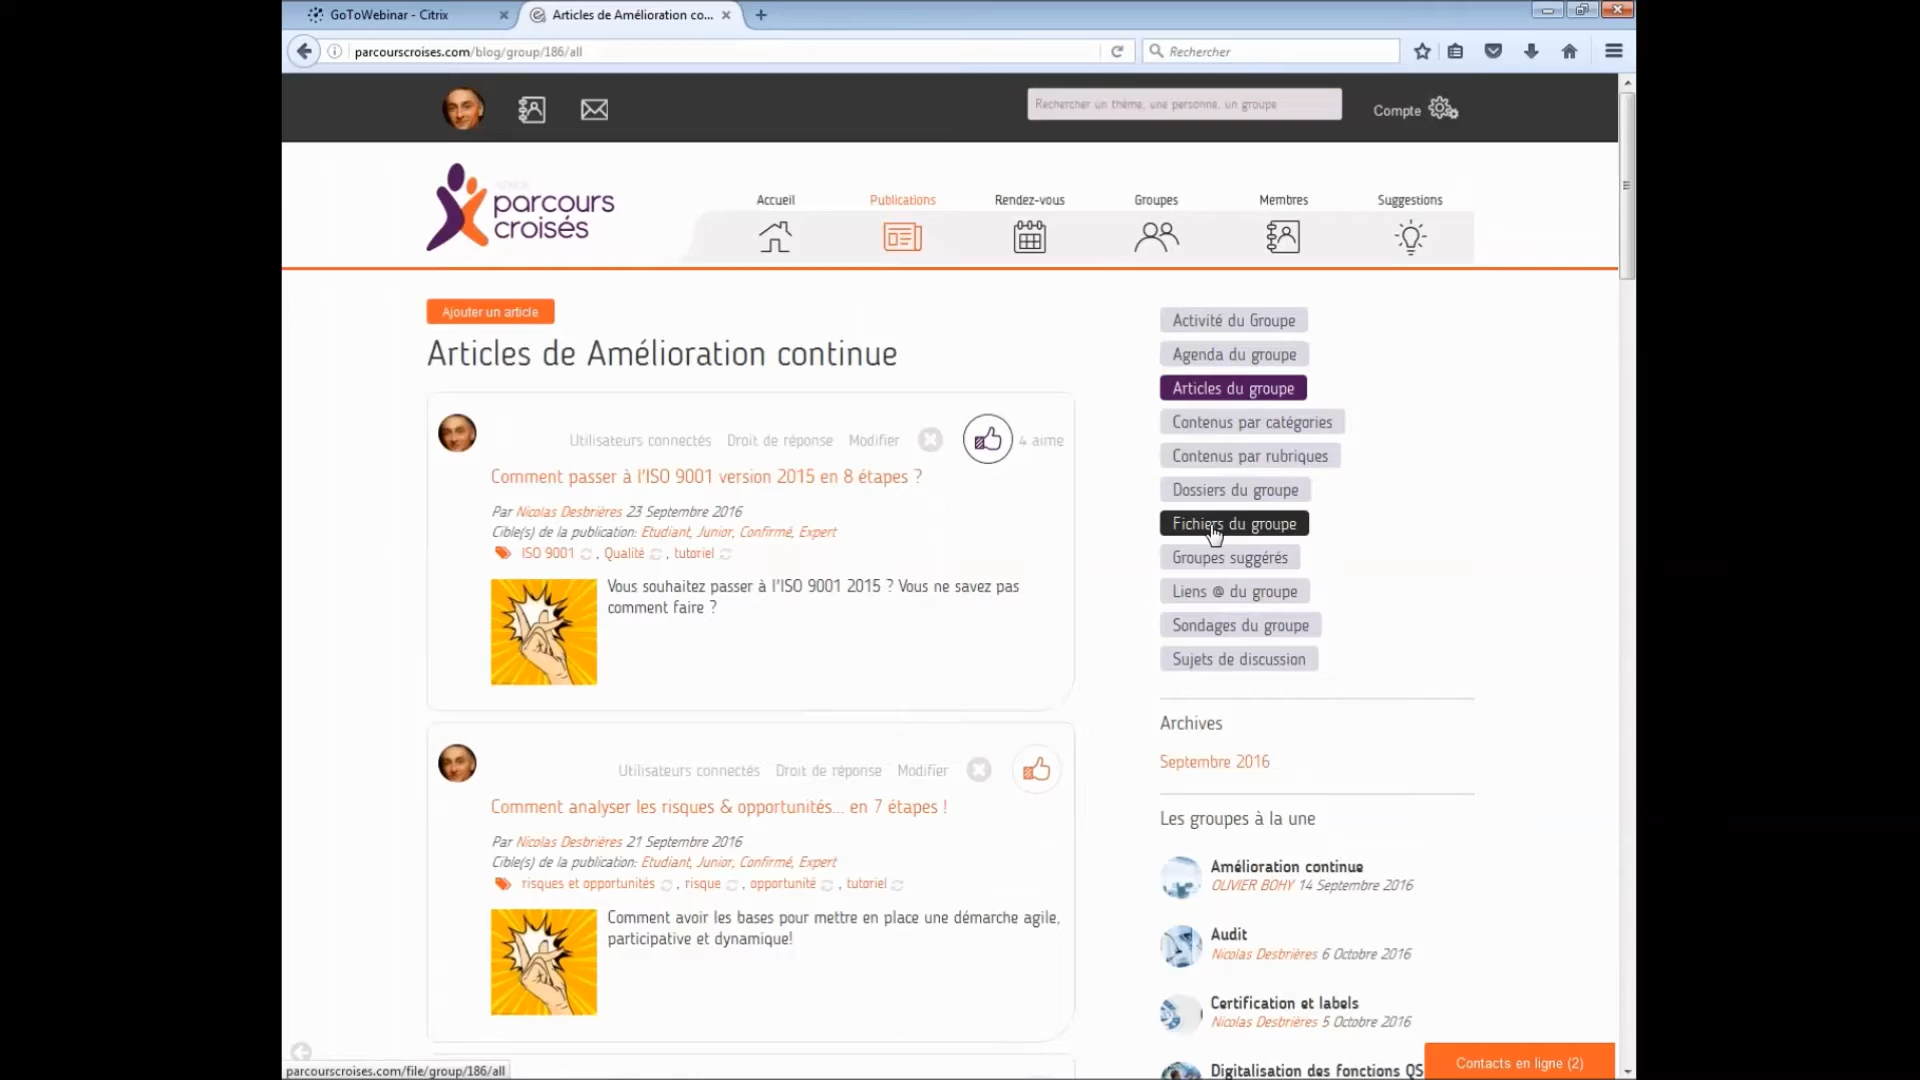 GoToWebinar - Citrix
Articles de Amélioration co...
parcourscroises.com/blog/group/186/all
Rechercher
Rechercher un thème, une personne, un groupe
Compte
parcours
croisés
Accueil
Publications
Rendez-vous
Groupes
Membres
Suggestions
Ajouter un article
Articles de Amélioration continue
Utilisateurs connectés Droit de réponse Modifier 4 aime
Comment passer à l'ISO 9001 version 2015 en 8 étapes ?
Par Nicolas Desbrières 23 Septembre 2016
Cible(s) de la publication: Etudiant, Junior, Confirmé, Expert
ISO 9001 , Qualité , tutoriel
Vous souhaitez passer à l'ISO 9001 2015 ? Vous ne savez pas
comment faire ?
Utilisateurs connectés Droit de réponse Modifier
Comment analyser les risques & opportunités... en 7 étapes !
Par Nicolas Desbrières 21 Septembre 2016
Cible(s) de la publication: Etudiant, Junior, Confirmé, Expert
risques et opportunités , risque , opportunité , tutoriel
Comment avoir les bases pour mettre en place une démarche agile,
participative et dynamique!
Activité du Groupe
Agenda du groupe
Articles du groupe
Contenus par catégories
Contenus par rubriques
Dossiers du groupe
Fichiers du groupe
Groupes suggérés
Liens @ du groupe
Sondages du groupe
Sujets de discussion
Archives
Septembre 2016
Les groupes à la une
Amélioration continue
OLIVIER BOHY 14 Septembre 2016
Audit
Nicolas Desbrières 6 Octobre 2016
Certification et labels
Nicolas Desbrières 5 Octobre 2016
Digitalisation des fonctions QS
Contacts en ligne (2)
parcourscroises.com/file/group/186/all